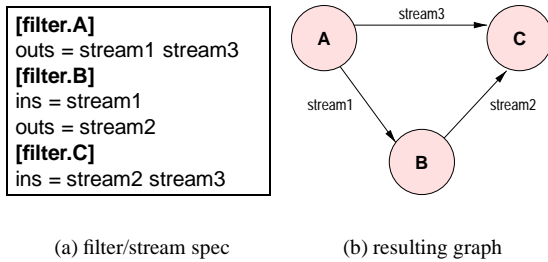 [filter.A]
outs = stream1 stream3
[filter.B]
ins = stream1
outs = stream2
[filter.C]
ins = stream2 stream3
(a) filter/stream spec
A
stream3
C
stream1
stream2
B
(b) resulting graph